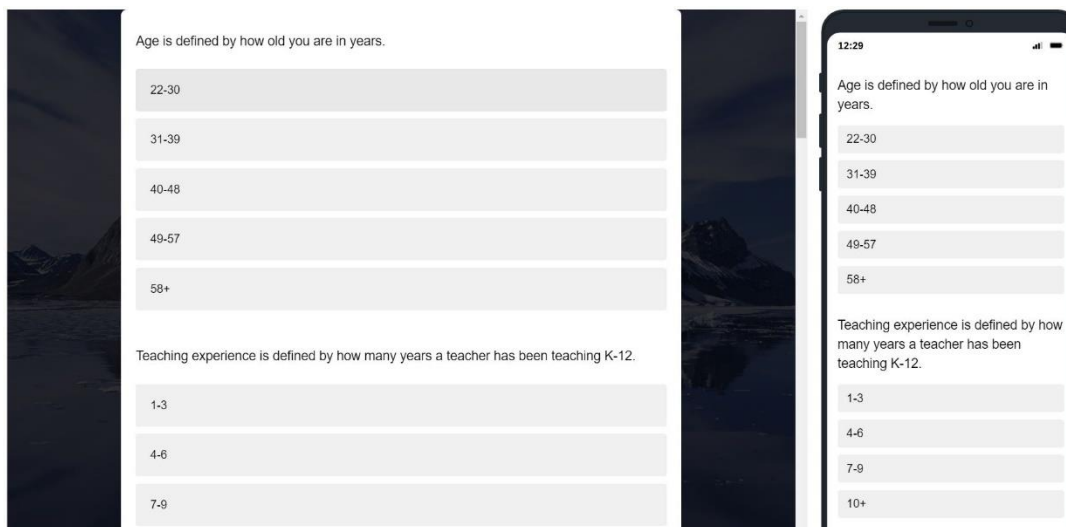 Age is defined by how old you are in years.
22-30
31-39
40-48
49-57
58+
Teaching experience is defined by how many years a teacher has been teaching K-12.
1-3
4-6
7-9
12:29
Age is defined by how old you are in
years.
22-30
31-39
40-48
49-57
58+
Teaching experience is defined by how
many years a teacher has been
teaching K-12.
1-3
4-6
7-9
10+